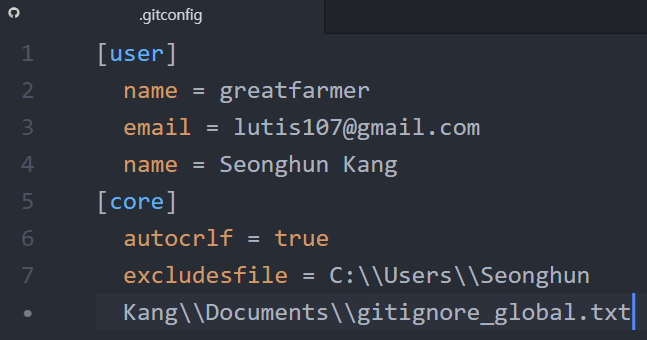 .gitconfig
1 [user]
2 name = greatfarmer
3 email = lutis107@gmail.com
4 name = Seonghun Kang
5 [core]
6 autocrlf = true
7 excludesfile = C:\\Users\\Seonghun
• Kang\\Documents\\gitignore_global.txt